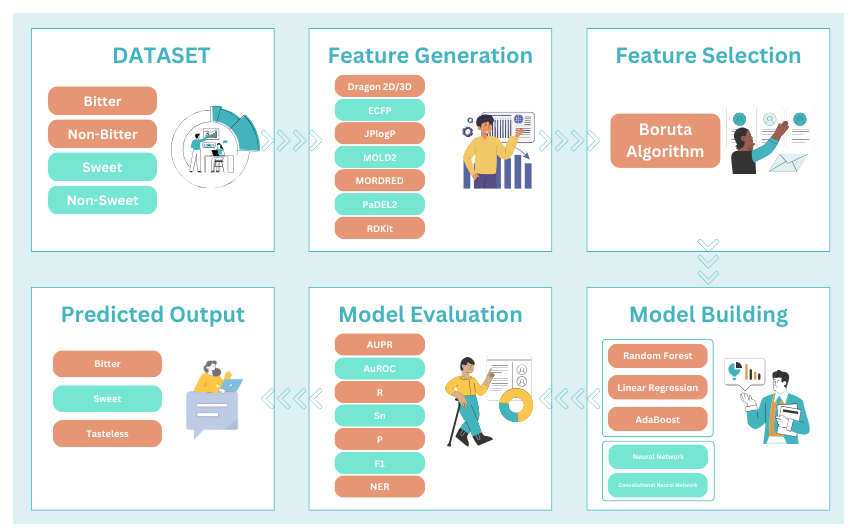 DATASET
Bitter
Non-Bitter
Sweet
Non-Sweet
Feature Generation
Dragon 2D/3D
ECFP
JPlogP
MOLD2
MORDRED
PaDEL2
RDKit
Feature Selection
Boruta
Algorithm
Predicted Output
Bitter
Sweet
Tasteless
Model Evaluation
AUPR
AuROC
R
Sn
P
F1
NER
Model Building
Random Forest
Linear Regression
AdaBoost
Neural Network
Convolutional Neural Network